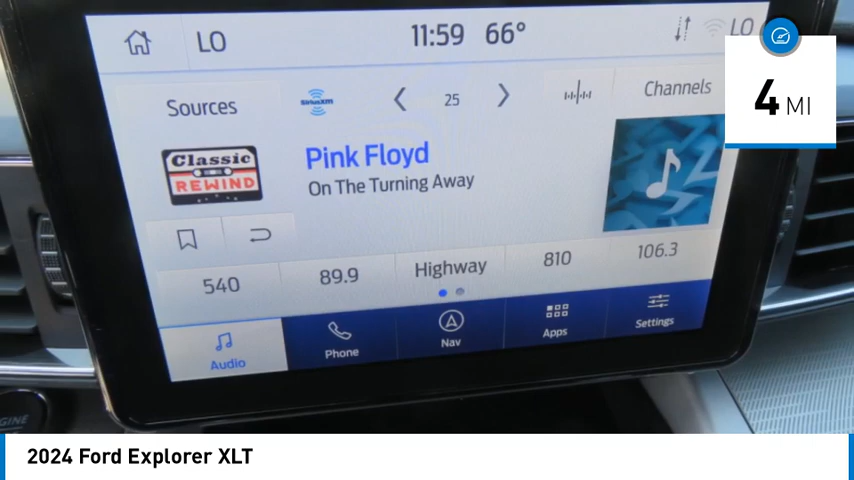 LO 11:59 66° LO
4 MI
Sources SiriusXM 25 Channels
Classic
REWIND
Pink Floyd
On The Turning Away
540 89.9 Highway 810 106.3
Audio Phone Nav Apps Settings
GINE
2024 Ford Explorer XLT